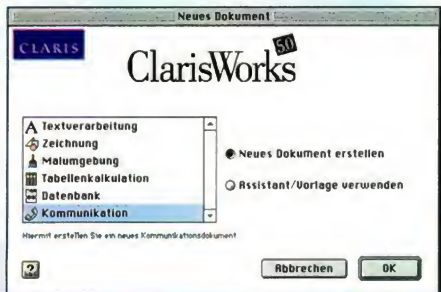 Neues Dokument
CLARIS
ClarisWorks 5.0
Textverarbeitung
Zeichnung
Malumgebung
Tabellenkalkulation
Datenbank
Kommunikation
Neues Dokument erstellen
Assistant/Vorlage verwenden
Hiermit erstellen Sie ein neues Kommunikationsdokument
?
Abbrechen
OK